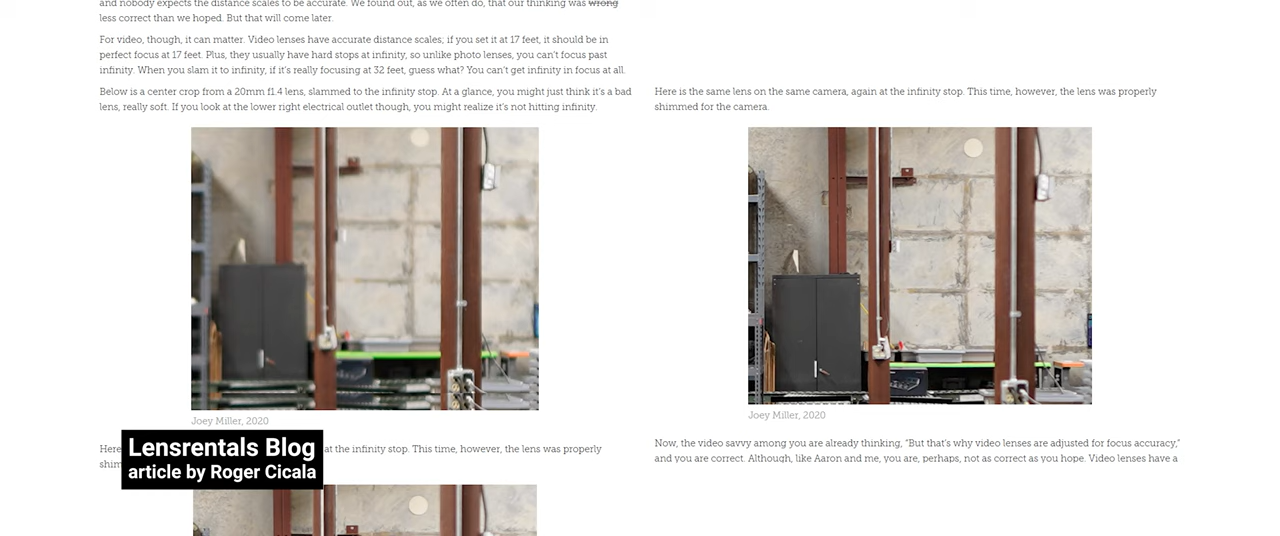 and nobody expects the distance scales to be accurate. We found out, as we often do, that our thinking was wrong
less correct than we hoped. But that will come later.
For video, though, it can matter. Video lenses have accurate distance scales; if you set it at 17 feet, it should be in
perfect focus at 17 feet. Plus, they usually have hard stops at infinity, so unlike photo lenses, you can't focus past
infinity. When you slam it to infinity, if it's really focusing at 32 feet, guess what? You can't get infinity in focus at all.
Below is a center crop from a 20mm f1.4 lens, slammed to the infinity stop. At a glance, you might just think it's a bad
lens, really soft. If you look at the lower right electrical outlet though, you might realize it's not hitting infinity.
Joey Miller, 2020
Here
at the infinity stop. This time, however, the lens was properly
shim
Lensrentals Blog
article by Roger Cicala
Here is the same lens on the same camera, again at the infinity stop. This time, however, the lens was properly
shimmed for the camera.
Joey Miller, 2020
Now, the video savvy among you are already thinking, "But that's why video lenses are adjusted for focus accuracy,"
and you are correct. Although, like Aaron and me, you are, perhaps, not as correct as you hope. Video lenses have a